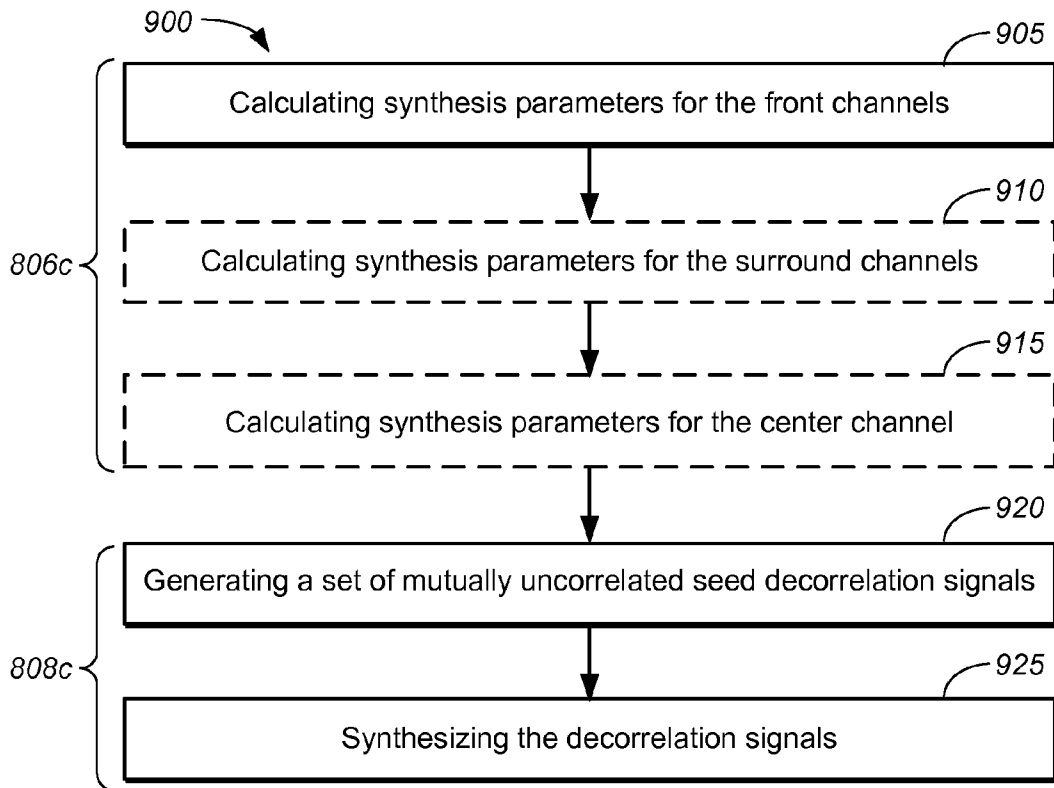 900
905
Calculating synthesis parameters for the front channels
910
806c
Calculating synthesis parameters for the surround channels
915
Calculating synthesis parameters for the center channel
920
Generating a set of mutually uncorrelated seed decorrelation signals
808c
925
Synthesizing the decorrelation signals